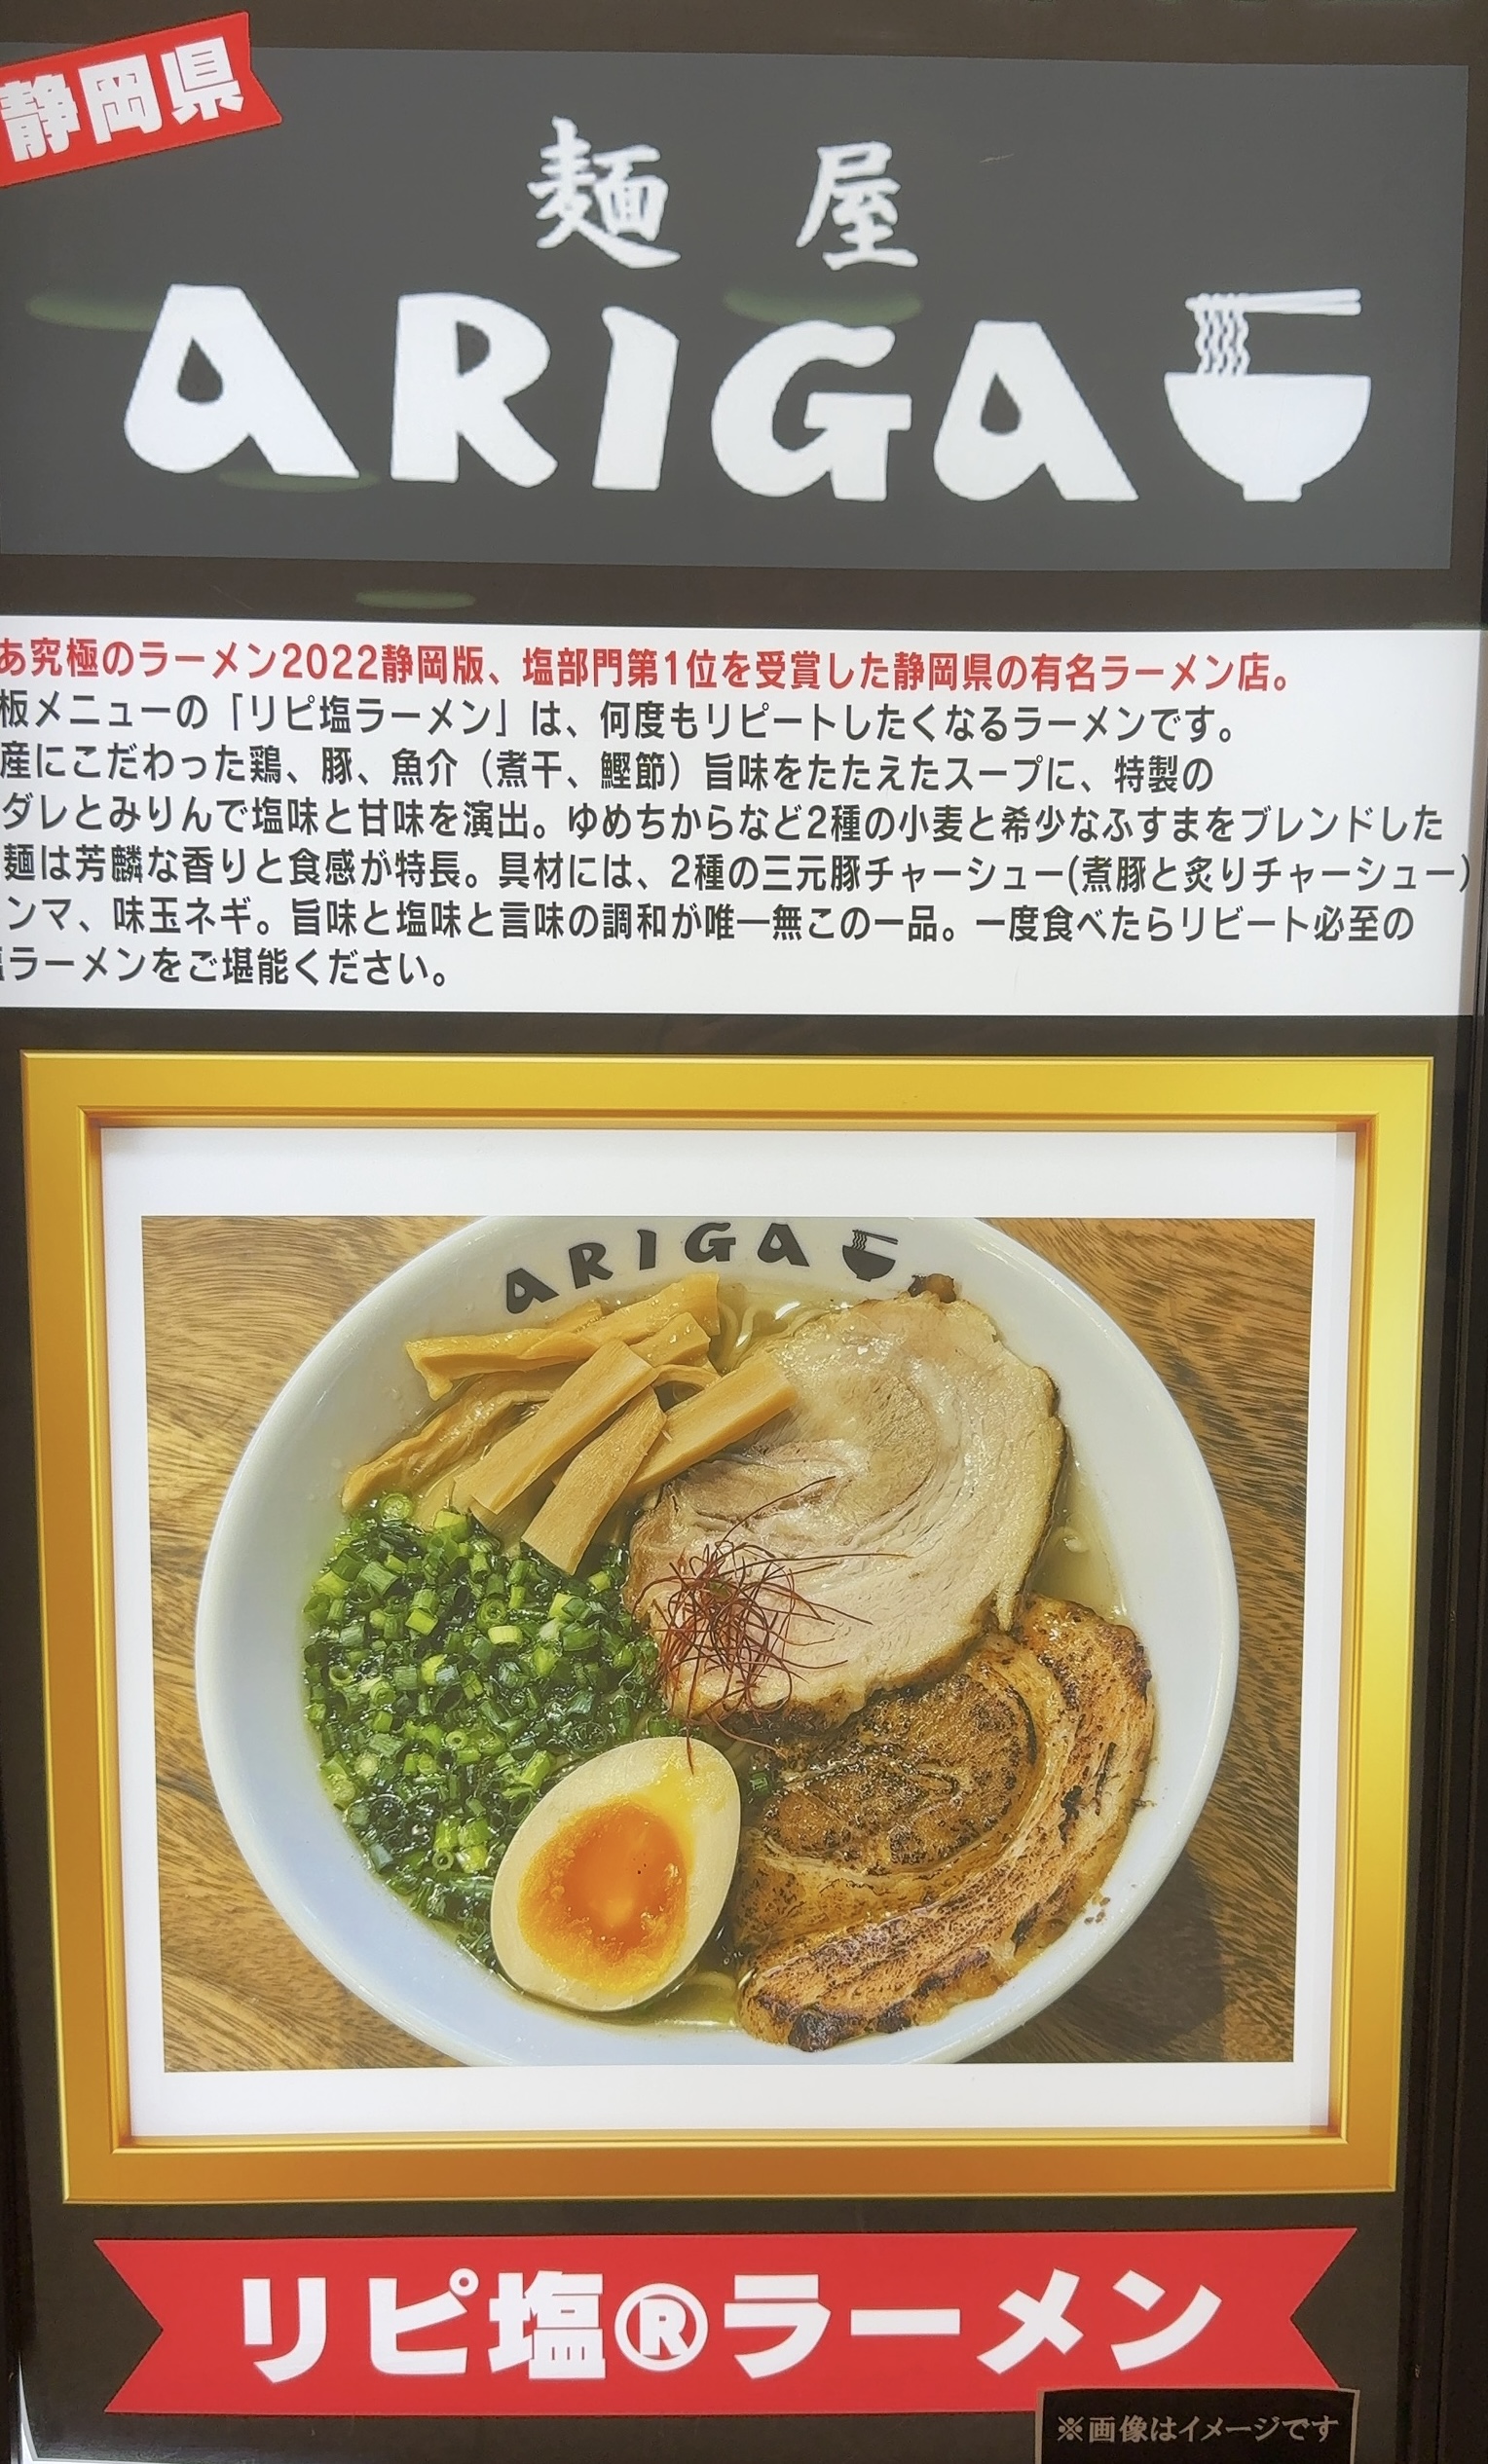 静岡県
麺屋
ARIGA
あ究極のラーメン2022静岡版、塩部門第1位を受賞した静岡県の有名ラーメン店。
板メニューの「リピ塩ラーメン」は、何度もリピートしたくなるラーメンです。
産にこだわった鶏、豚、魚介（煮干、鰹節）旨味をたたえたスープに、特製の
ダレとみりんで塩味と甘味を演出。ゆめちからなど2種の小麦と希少なふすまをブレンドした
麺は芳麟な香りと食感が特長。具材には、2種の三元豚チャーシュー(煮豚と炙りチャーシュー)
ンマ、味玉ネギ。旨味と塩味と言味の調和が唯一無この一品。一度食べたらリピート必至の
塩ラーメンをご堪能ください。
ARIGA
リピ塩®ラーメン
※画像はイメージです